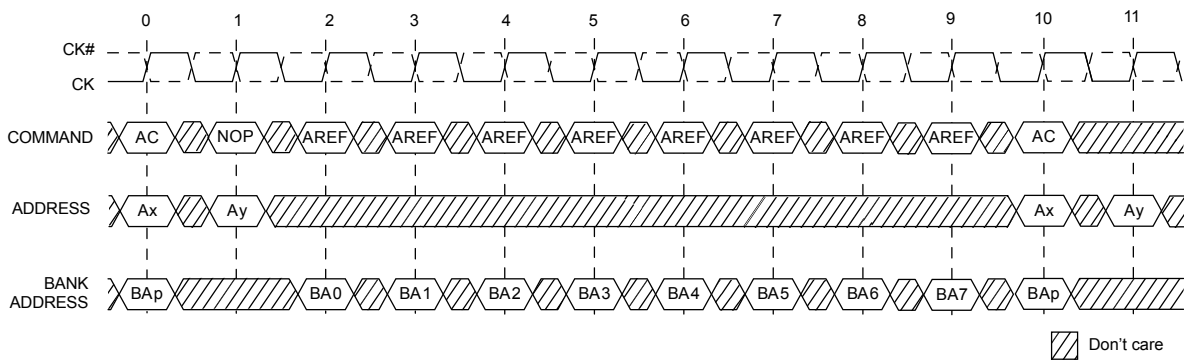 0 1 2 3 4 5 6 7 8 9 10 11
CK#
CK
COMMAND AC NOP AREF AREF AREF AREF AREF AREF AREF AREF AC
ADDRESS Ax Ay Ax Ay
BANK
ADDRESS BAp BA0 BA1 BA2 BA3 BA4 BA5 BA6 BA7 BAp
Don't care